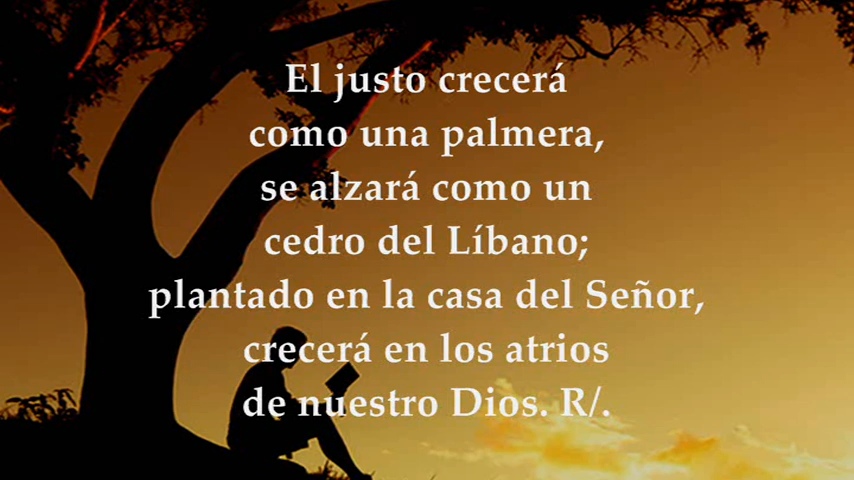 El justo crecerá
como una palmera,
se alzará como un
cedro del Líbano;
plantado en la casa del Señor,
crecerá en los atrios
de nuestro Dios. R/.